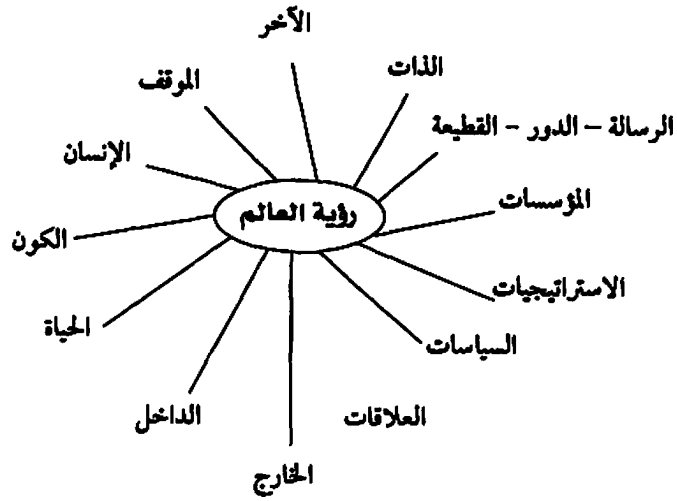 الآخر
الذات
الموقف
الرسالة – الدور – القطيعة
الإنسان
المؤسسات
رؤية العالم
الكون
الاستراتيجيات
الحياة
السياسات
العلاقات
الداخل
الخارج